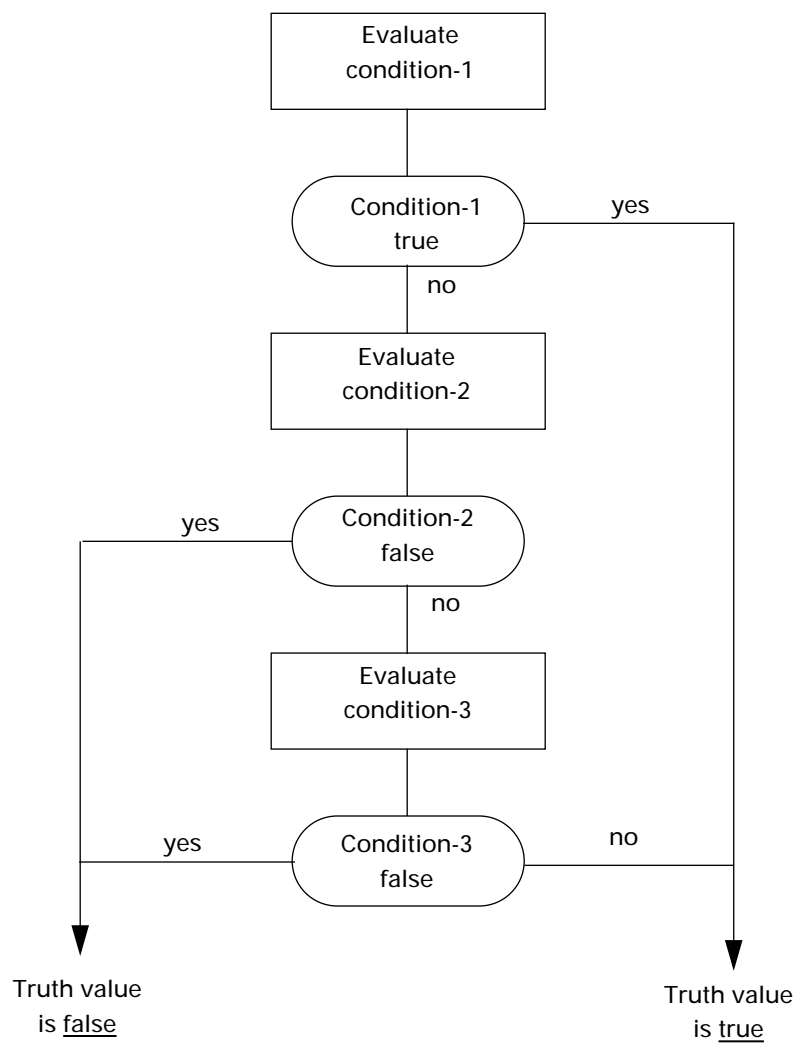 Evaluate
condition-1
Condition-1
true
yes
no
Evaluate
condition-2
Condition-2
false
yes
no
Evaluate
condition-3
Condition-3
false
yes
no
Truth value
is false
Truth value
is true